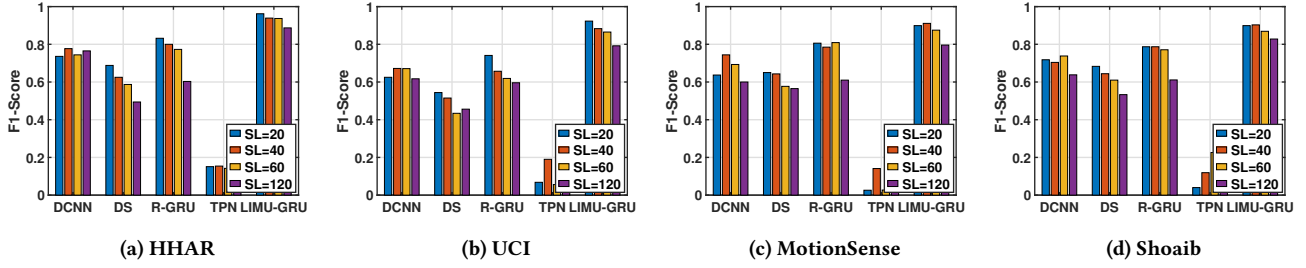 F1-Score
1
0.8
0.6
0.4
0.2
0
DCNN DS R-GRU TPN LIMU-GRU
SL=20
SL=40
SL=60
SL=120
(a) HHAR
F1-Score
1
0.8
0.6
0.4
0.2
0
DCNN DS R-GRU TPN LIMU-GRU
SL=20
SL=40
SL=60
SL=120
(b) UCI
F1-Score
1
0.8
0.6
0.4
0.2
0
DCNN DS R-GRU TPN LIMU-GRU
SL=20
SL=40
SL=60
SL=120
(c) MotionSense
F1-Score
1
0.8
0.6
0.4
0.2
0
DCNN DS R-GRU TPN LIMU-GRU
SL=20
SL=40
SL=60
SL=120
(d) Shoaib